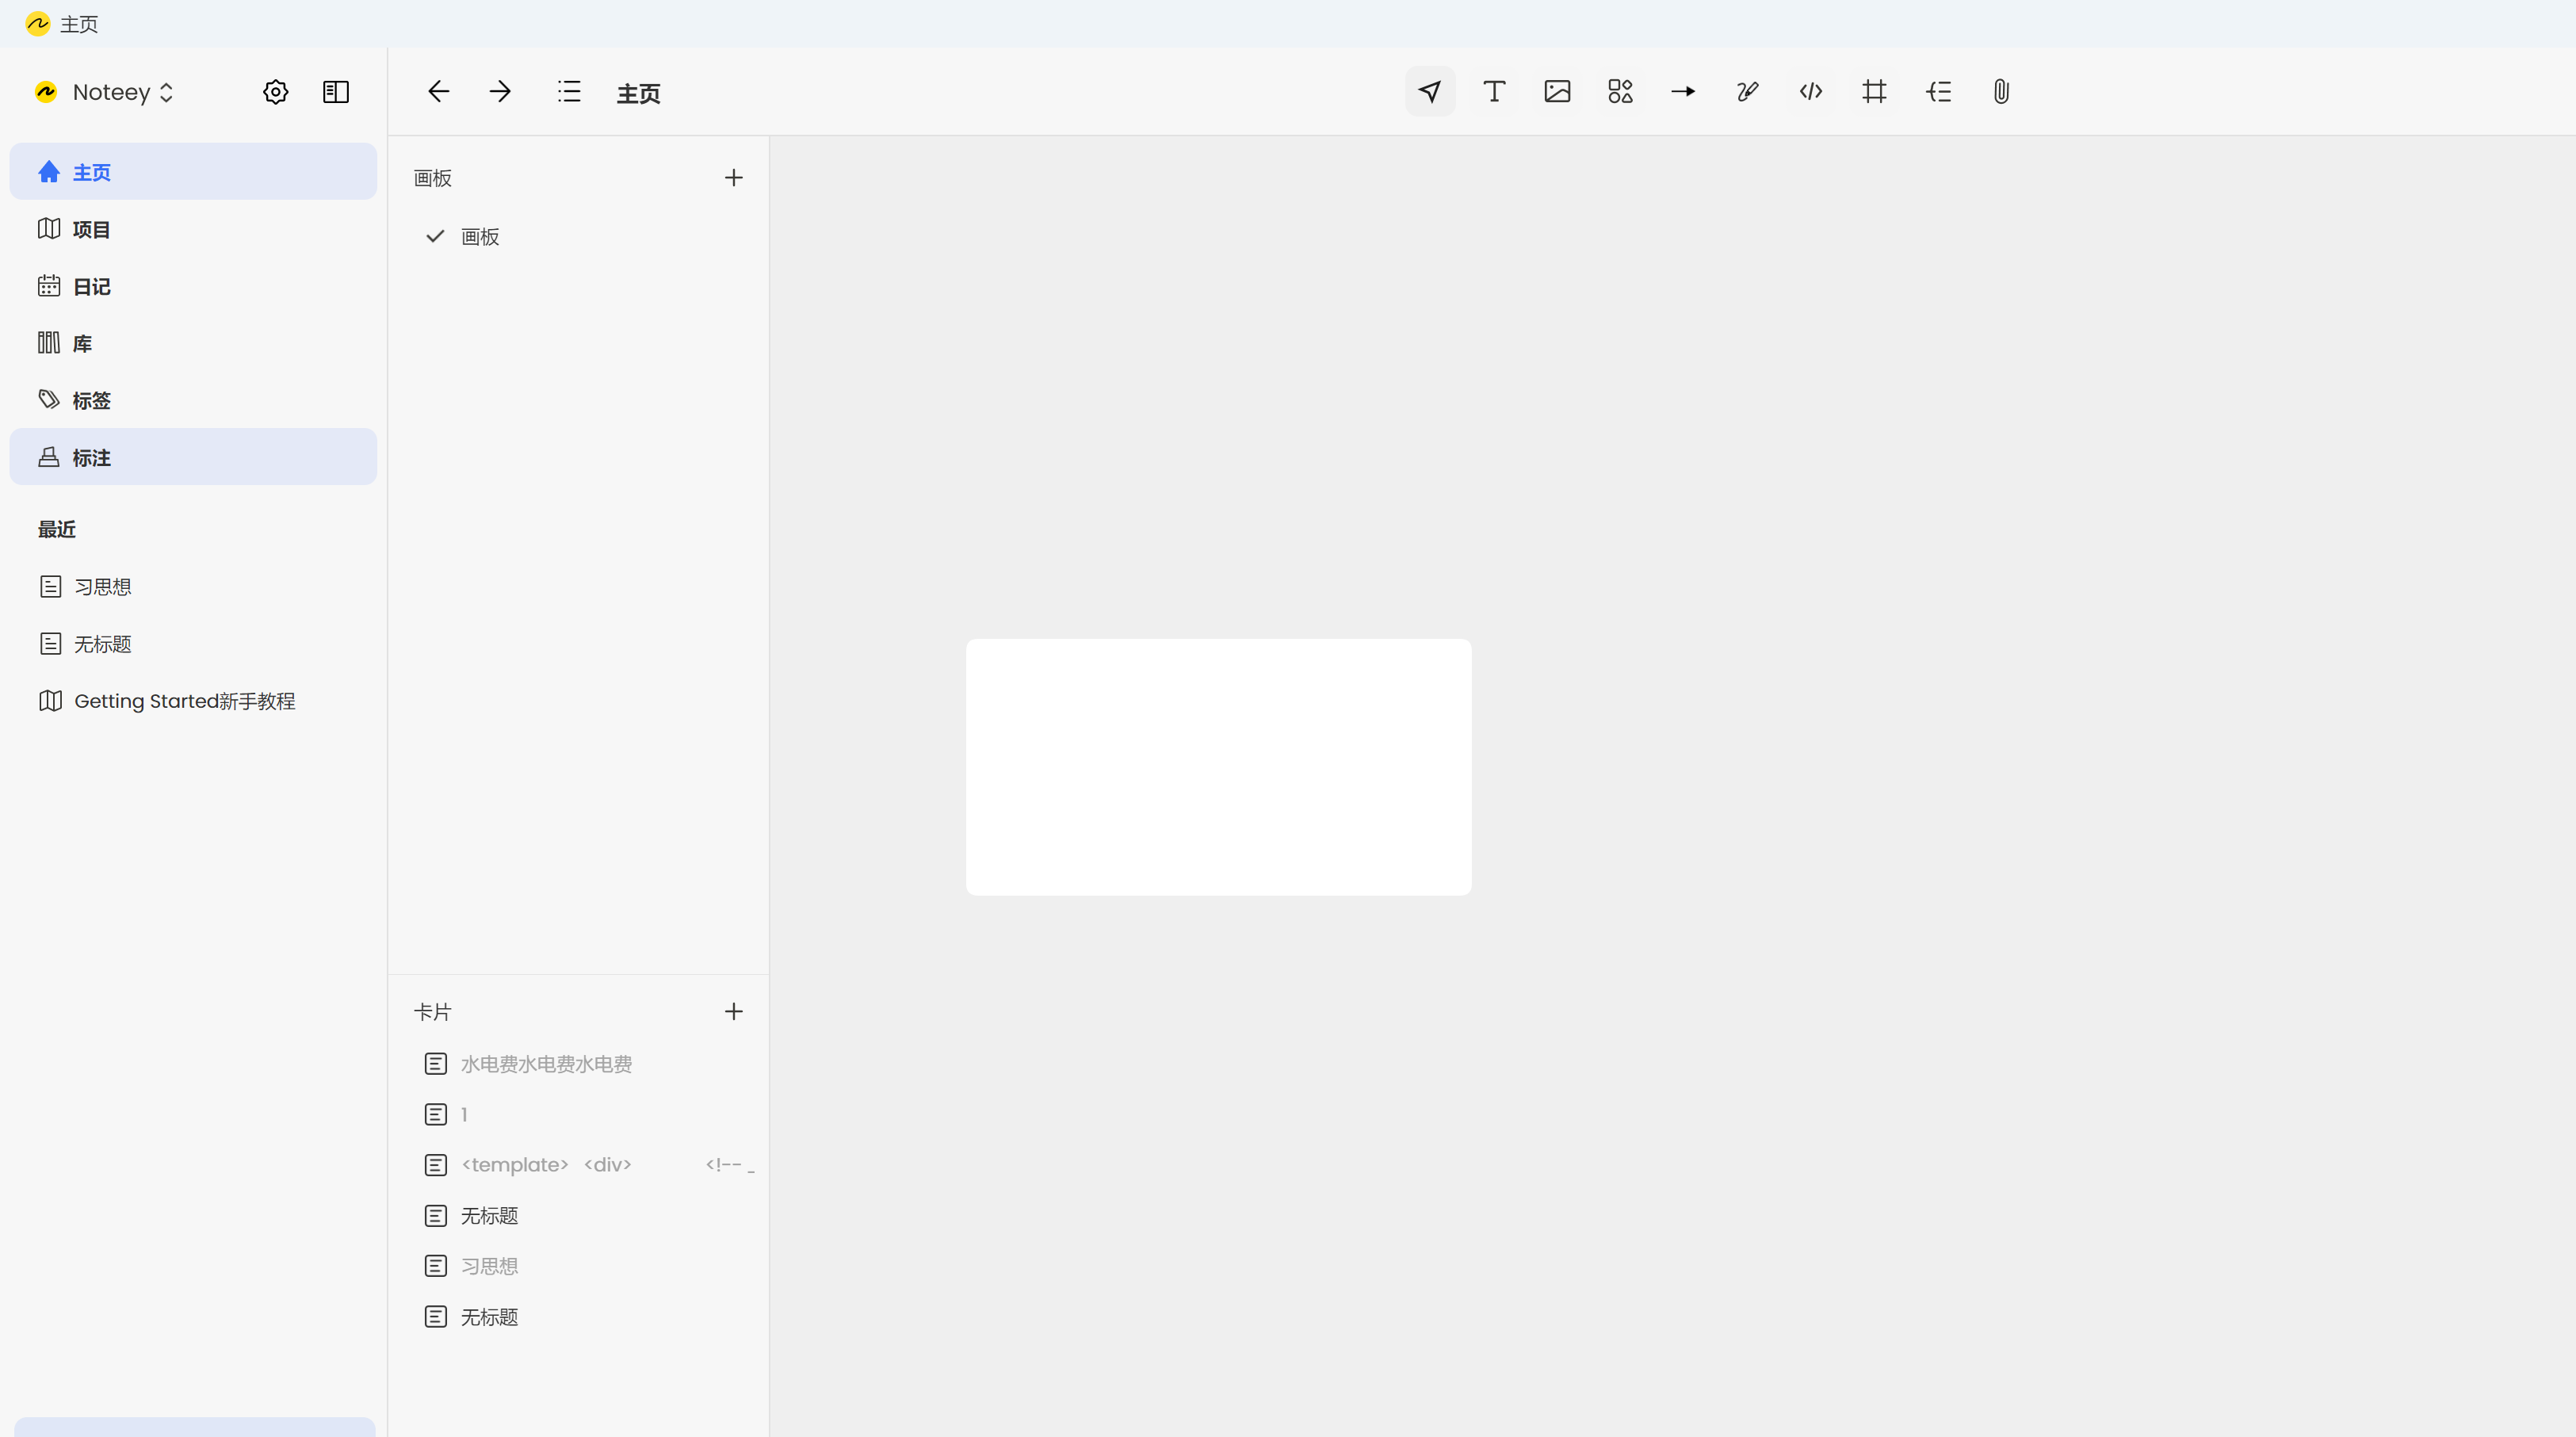 主页
Noteey
主页
主页
项目
日记
库
标签
标注
最近
习思想
无标题
Getting Started新手教程
画板
画板
卡片
水电费水电费水电费
1
<template> <div> <!-- _
无标题
习思想
无标题